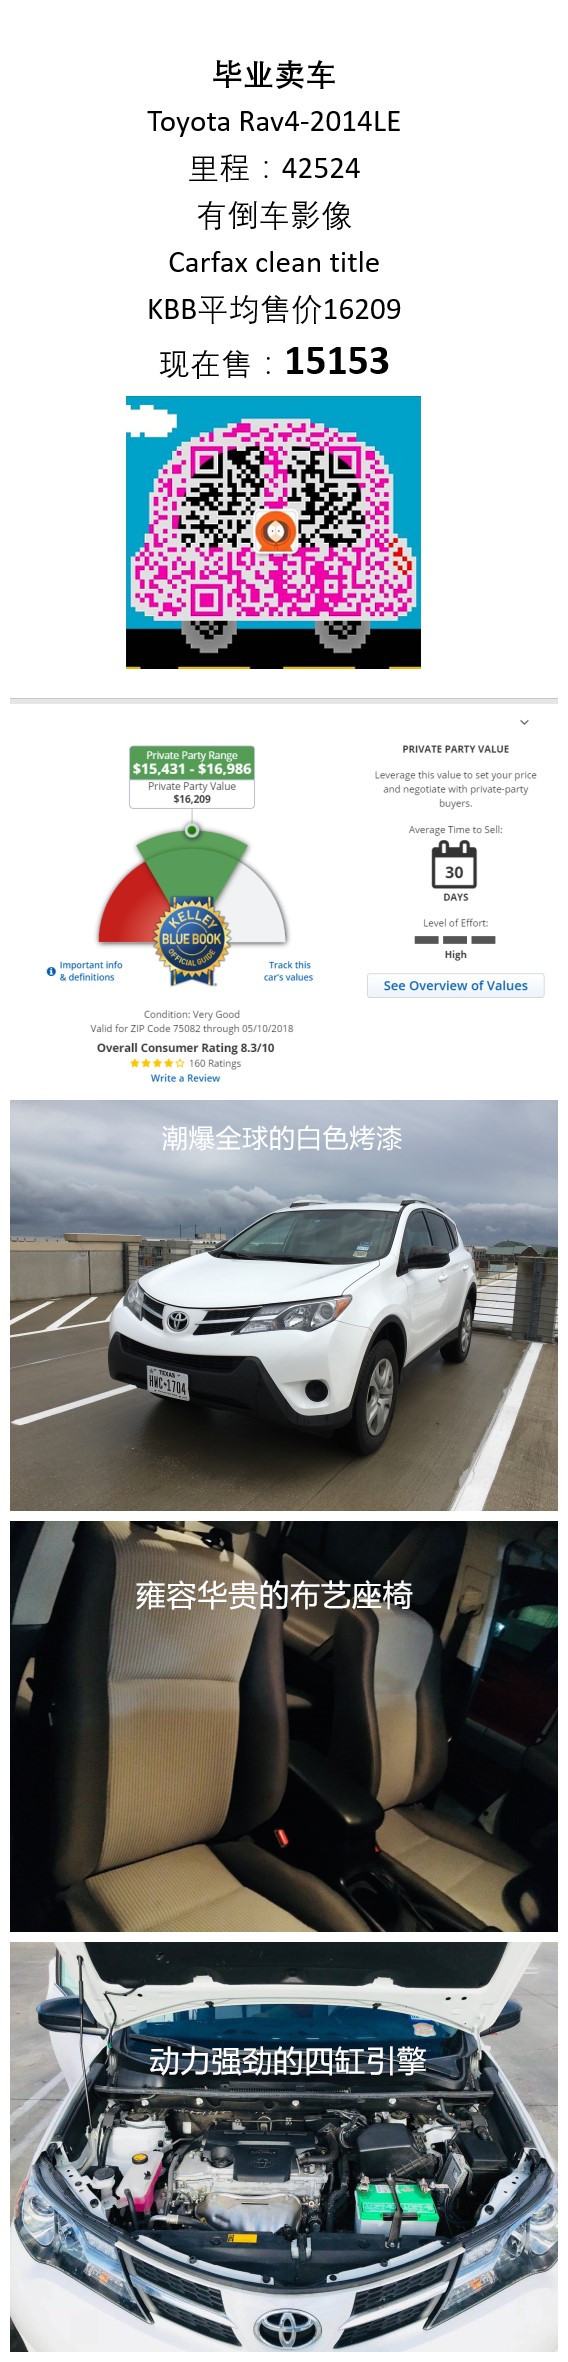 毕业卖车
Toyota Rav4-2014LE
里程：42524
有倒车影像
Carfax clean title
KBB平均售价16209
现在售：15153
Private Party Range
$15,431 - $16,986
Private Party Value
$16,209
KELLEY
BLUE BOOK
OFFICIAL GUIDE
Important info
& definitions
Track this
car's values
Condition: Very Good
Valid for ZIP Code 75082 through 05/10/2018
Overall Consumer Rating 8.3/10
160 Ratings
Write a Review
PRIVATE PARTY VALUE
Leverage this value to set your price
and negotiate with private-party
buyers.
Average Time to Sell:
30
DAYS
Level of Effort:
High
See Overview of Values
潮爆全球的白色烤漆
TEXAS
HWC•1704
雍容华贵的布艺座椅
动力强劲的四缸引擎